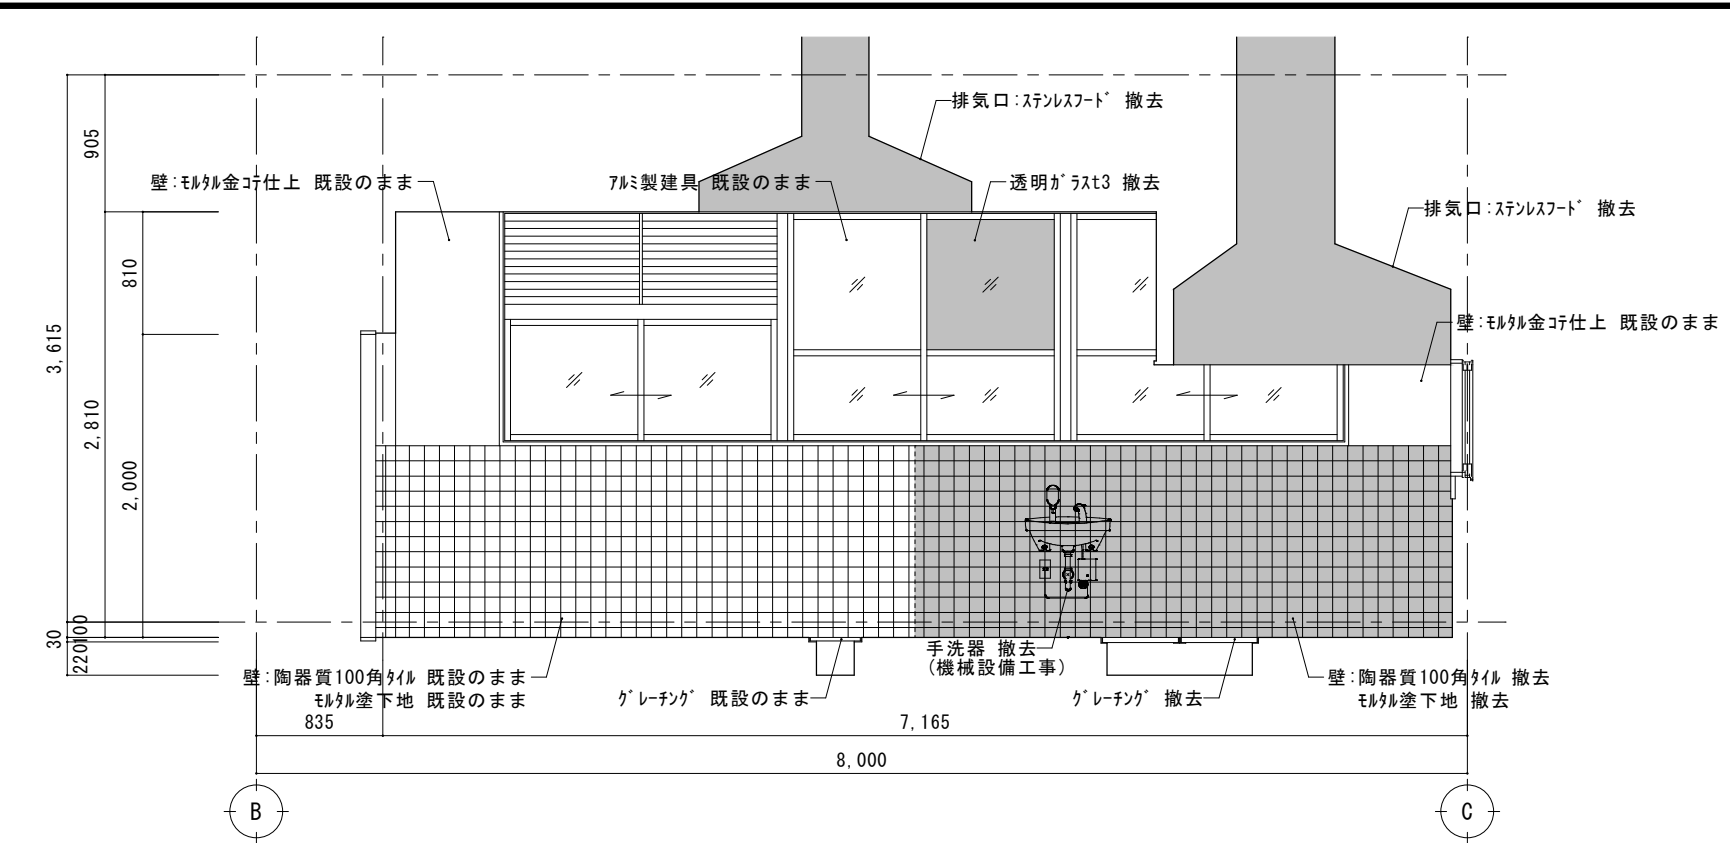 排気口:ｽﾃﾝﾚｽﾌｰﾄﾞ 撤去
905
壁:ﾓﾙﾀﾙ金ｺﾃ仕上 既設のまま
ｱﾙﾐ製建具 既設のまま
透明ｶﾞﾗｽt3 撤去
排気口:ｽﾃﾝﾚｽﾌｰﾄﾞ 撤去
810
3,615
壁:ﾓﾙﾀﾙ金ｺﾃ仕上 既設のまま
2,810
2,000
30
100
220
手洗器 撤去
(機械設備工事)
壁:陶器質100角ﾀｲﾙ 既設のまま
ﾓﾙﾀﾙ塗下地 既設のまま
ｸﾞﾚｰﾁﾝｸﾞ 既設のまま
ｸﾞﾚｰﾁﾝｸﾞ 撤去
壁:陶器質100角ﾀｲﾙ 撤去
ﾓﾙﾀﾙ塗下地 撤去
835
7,165
8,000
B
C